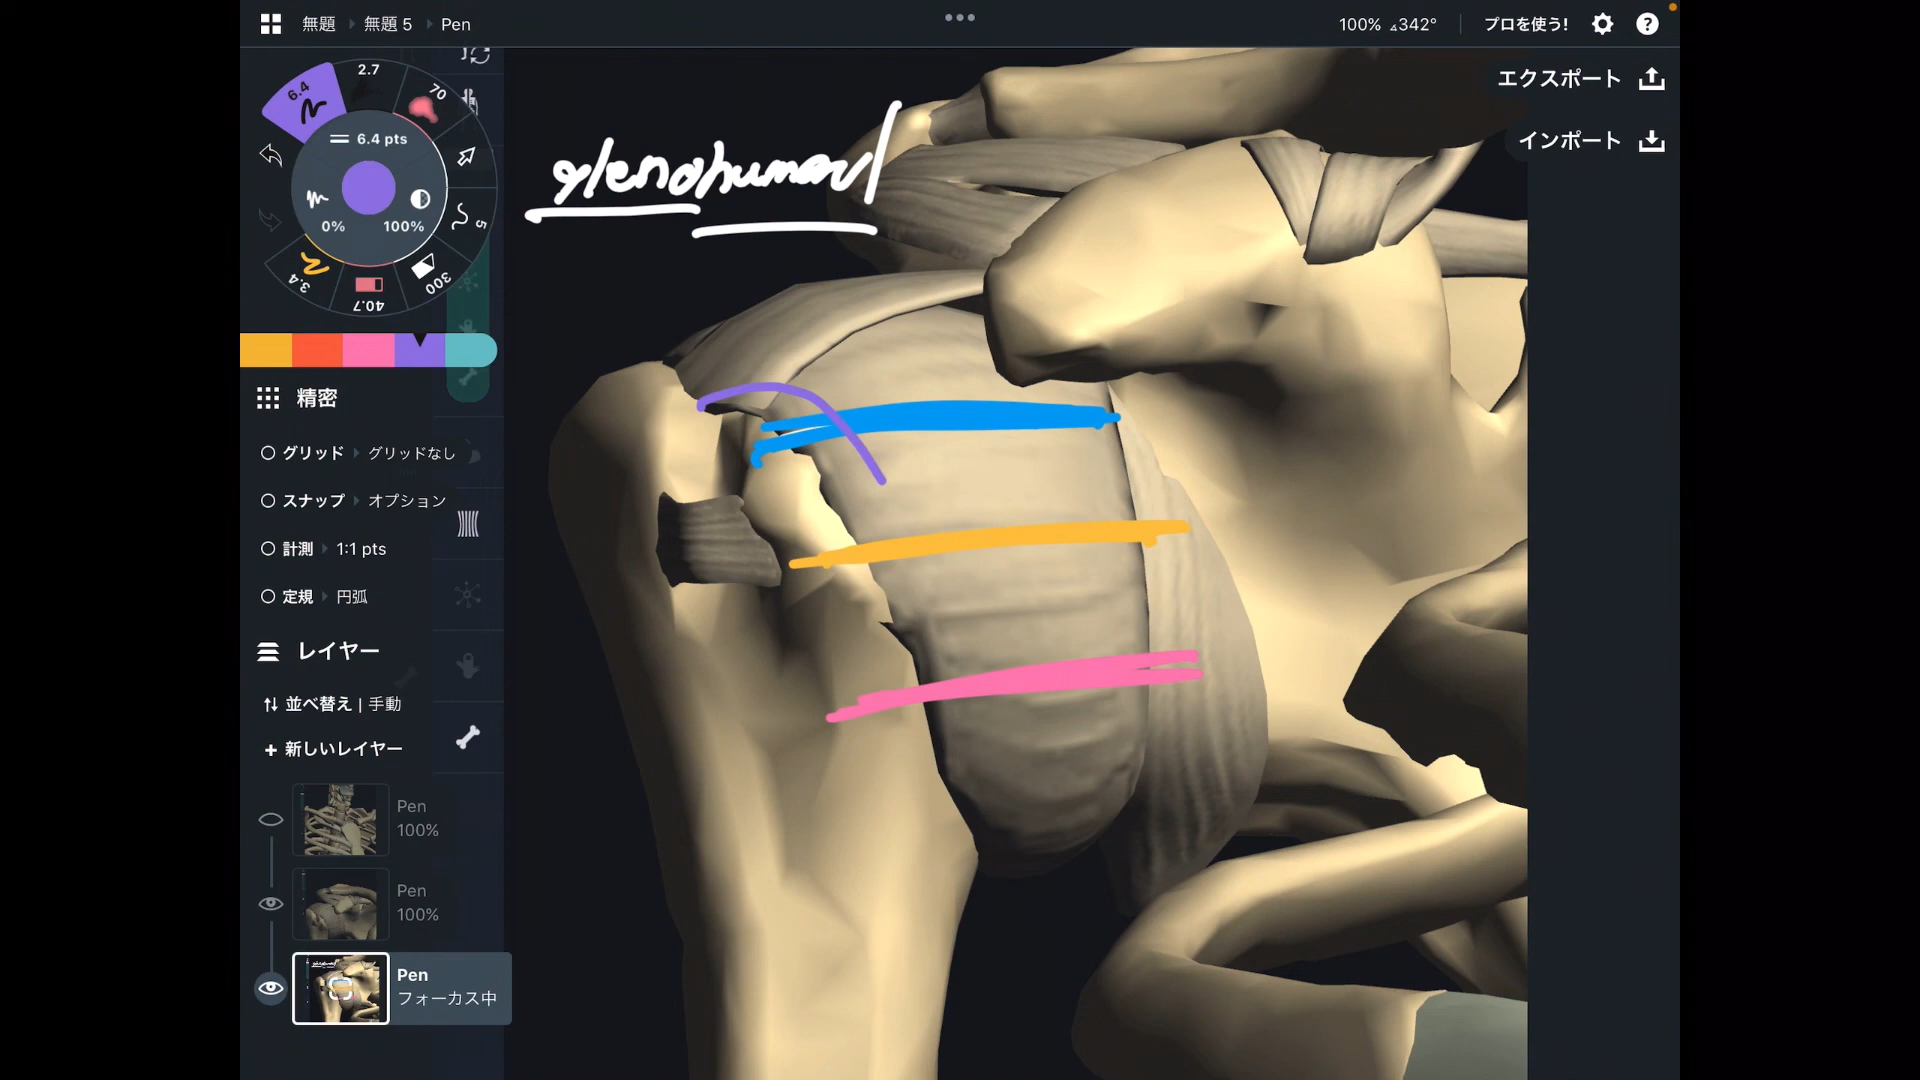 無題 無題 5 Pen
100% 342° プロを使う! ?
エクスポート
インポート
2.7
6.4
70
6.4 pts
0% 100%
5
3.4
40.7
300
精密
グリッド グリッドなし
スナップ オプション
計測 1:1 pts
定規 円弧
レイヤー
並べ替え | 手動
+ 新しいレイヤー
Pen
100%
Pen
100%
Pen
フォーカス中
glenohumeral